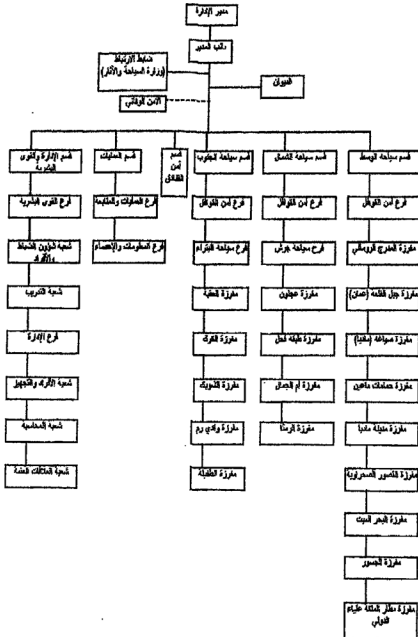 مدير الإدارة
نائب المدير
ضابط الارتباط
(وزارة السياحة والآثار)
الديوان
الأمن الوقائي
قسم الإدارة والقوى
البشرية
قسم العمليات
قسم
أمن
الفنادق
قسم سياحة الجنوب
قسم سياحة الشمال
قسم سياحة الوسط
فرع القوى البشرية
فرع العمليات والمتابعة
فرع أمن القوافل
فرع أمن القوافل
فرع أمن القوافل
شعبة شؤون الضباط
والأفراد
فرع المعلومات والإحصاء
فرع سياحة البتراء
فرع سياحة جرش
مفرزة المدرج الروماني
شعبة التدريب
مفرزة العقبة
مفرزة عجلون
مفرزة جبل القلعة (عمان)
فرع الإدارة
مفرزة الكرك
مفرزة طبقة فحل
مفرزة صياغة (مادبا)
شعبة اللوازم والتجهيز
مفرزة الشوبك
مفرزة أم الجمال
مفرزة حمامات ماعين
شعبة المحاسبة
مفرزة وادي رم
مفرزة الرمثا
مفرزة مدينة مادبا
شعبة العلاقات العامة
مفرزة الطفيلة
مفرزة القصور الصحراوية
مفرزة البحر الميت
مفرزة الجسور
مفرزة مطار الملكة علياء
الدولي